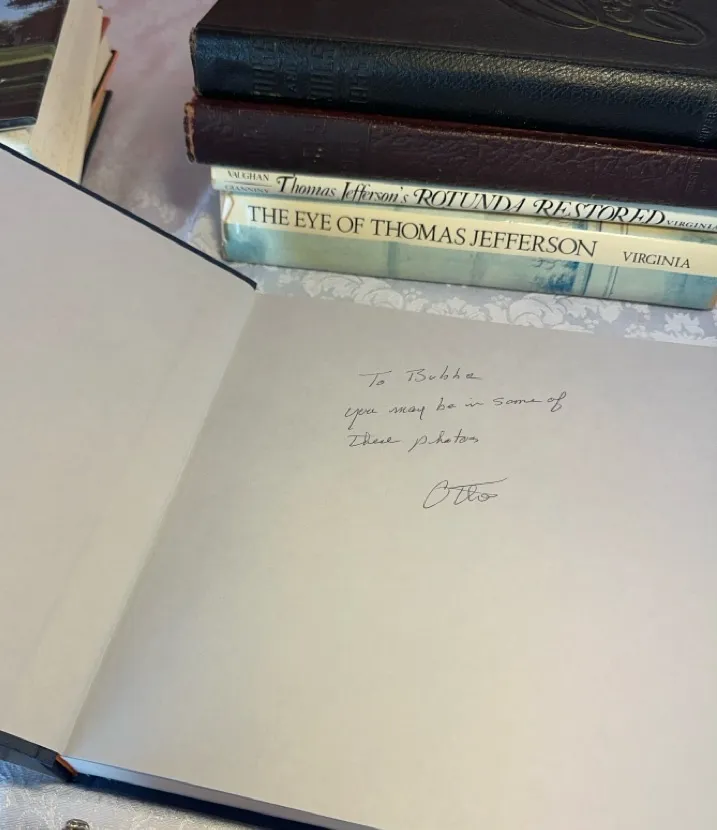 VAUGHAN
GIANNINY
Thomas Jefferson's ROTUNDA RESTORED
VIRGINIA
THE EYE OF THOMAS JEFFERSON
VIRGINIA
To Bubba
you may be in some of
these photos
Otto